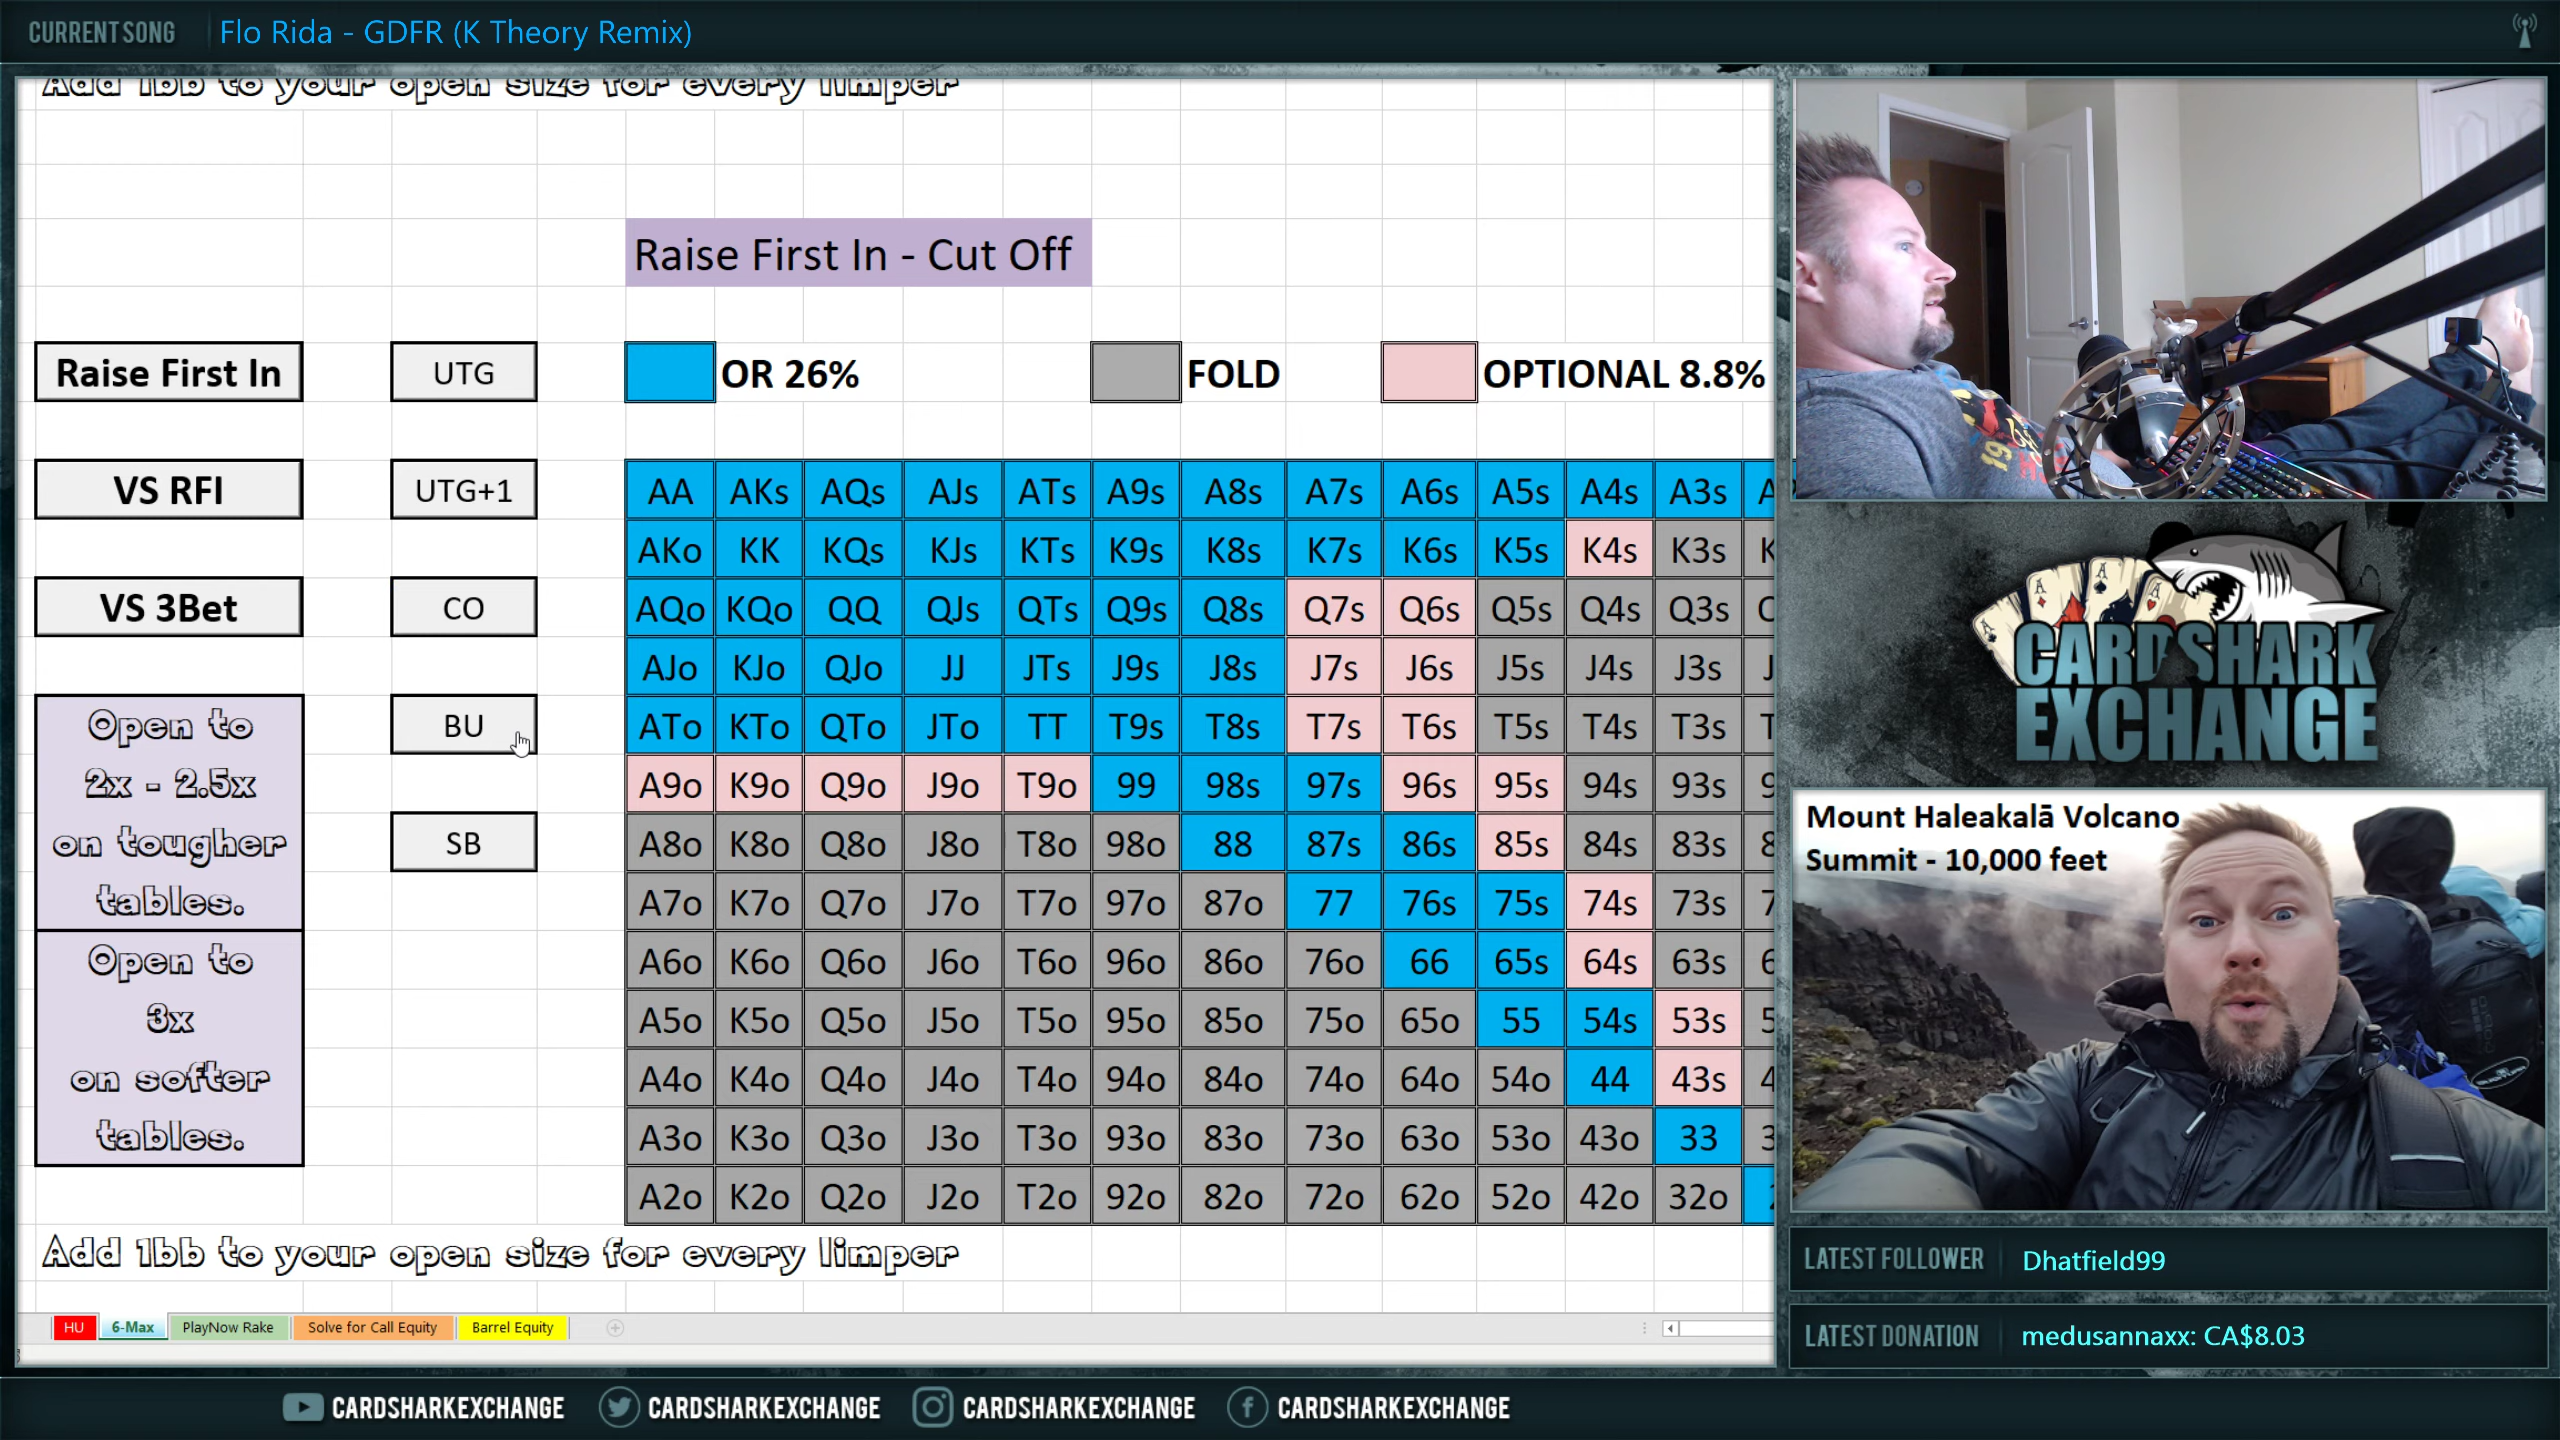 CURRENT SONG Flo Rida - GDFR (K Theory Remix)
Add 1bb to your open size for every limper
Raise First In - Cut Off
Raise First In UTG OR 26% FOLD OPTIONAL 8.8%
VS RFI UTG+1
VS 3Bet CO
BU
SB
Open to
2x - 2.5x
on tougher
tables.
Open to
3x
on softer
tables.
AA AKs AQs AJs ATs A9s A8s A7s A6s A5s A4s A3s
AKo KK KQs KJs KTs K9s K8s K7s K6s K5s K4s K3s
AQo KQo QQ QJs QTs Q9s Q8s Q7s Q6s Q5s Q4s Q3s
AJo KJo QJo JJ JTs J9s J8s J7s J6s J5s J4s J3s
ATo KTo QTo JTo TT T9s T8s T7s T6s T5s T4s T3s
A9o K9o Q9o J9o T9o 99 98s 97s 96s 95s 94s 93s
A8o K8o Q8o J8o T8o 98o 88 87s 86s 85s 84s 83s
A7o K7o Q7o J7o T7o 97o 87o 77 76s 75s 74s 73s
A6o K6o Q6o J6o T6o 96o 86o 76o 66 65s 64s 63s
A5o K5o Q5o J5o T5o 95o 85o 75o 65o 55 54s 53s
A4o K4o Q4o J4o T4o 94o 84o 74o 64o 54o 44 43s
A3o K3o Q3o J3o T3o 93o 83o 73o 63o 53o 43o 33
A2o K2o Q2o J2o T2o 92o 82o 72o 62o 52o 42o 32o
Add 1bb to your open size for every limper
HU 6-Max PlayNow Rake Solve for Call Equity Barrel Equity
CARDSHARK
EXCHANGE
Mount Haleakalā Volcano
Summit - 10,000 feet
LATEST FOLLOWER Dhatfield99
LATEST DONATION medusannaxx: CA$8.03
CARDSHARKEXCHANGE CARDSHARKEXCHANGE CARDSHARKEXCHANGE CARDSHARKEXCHANGE